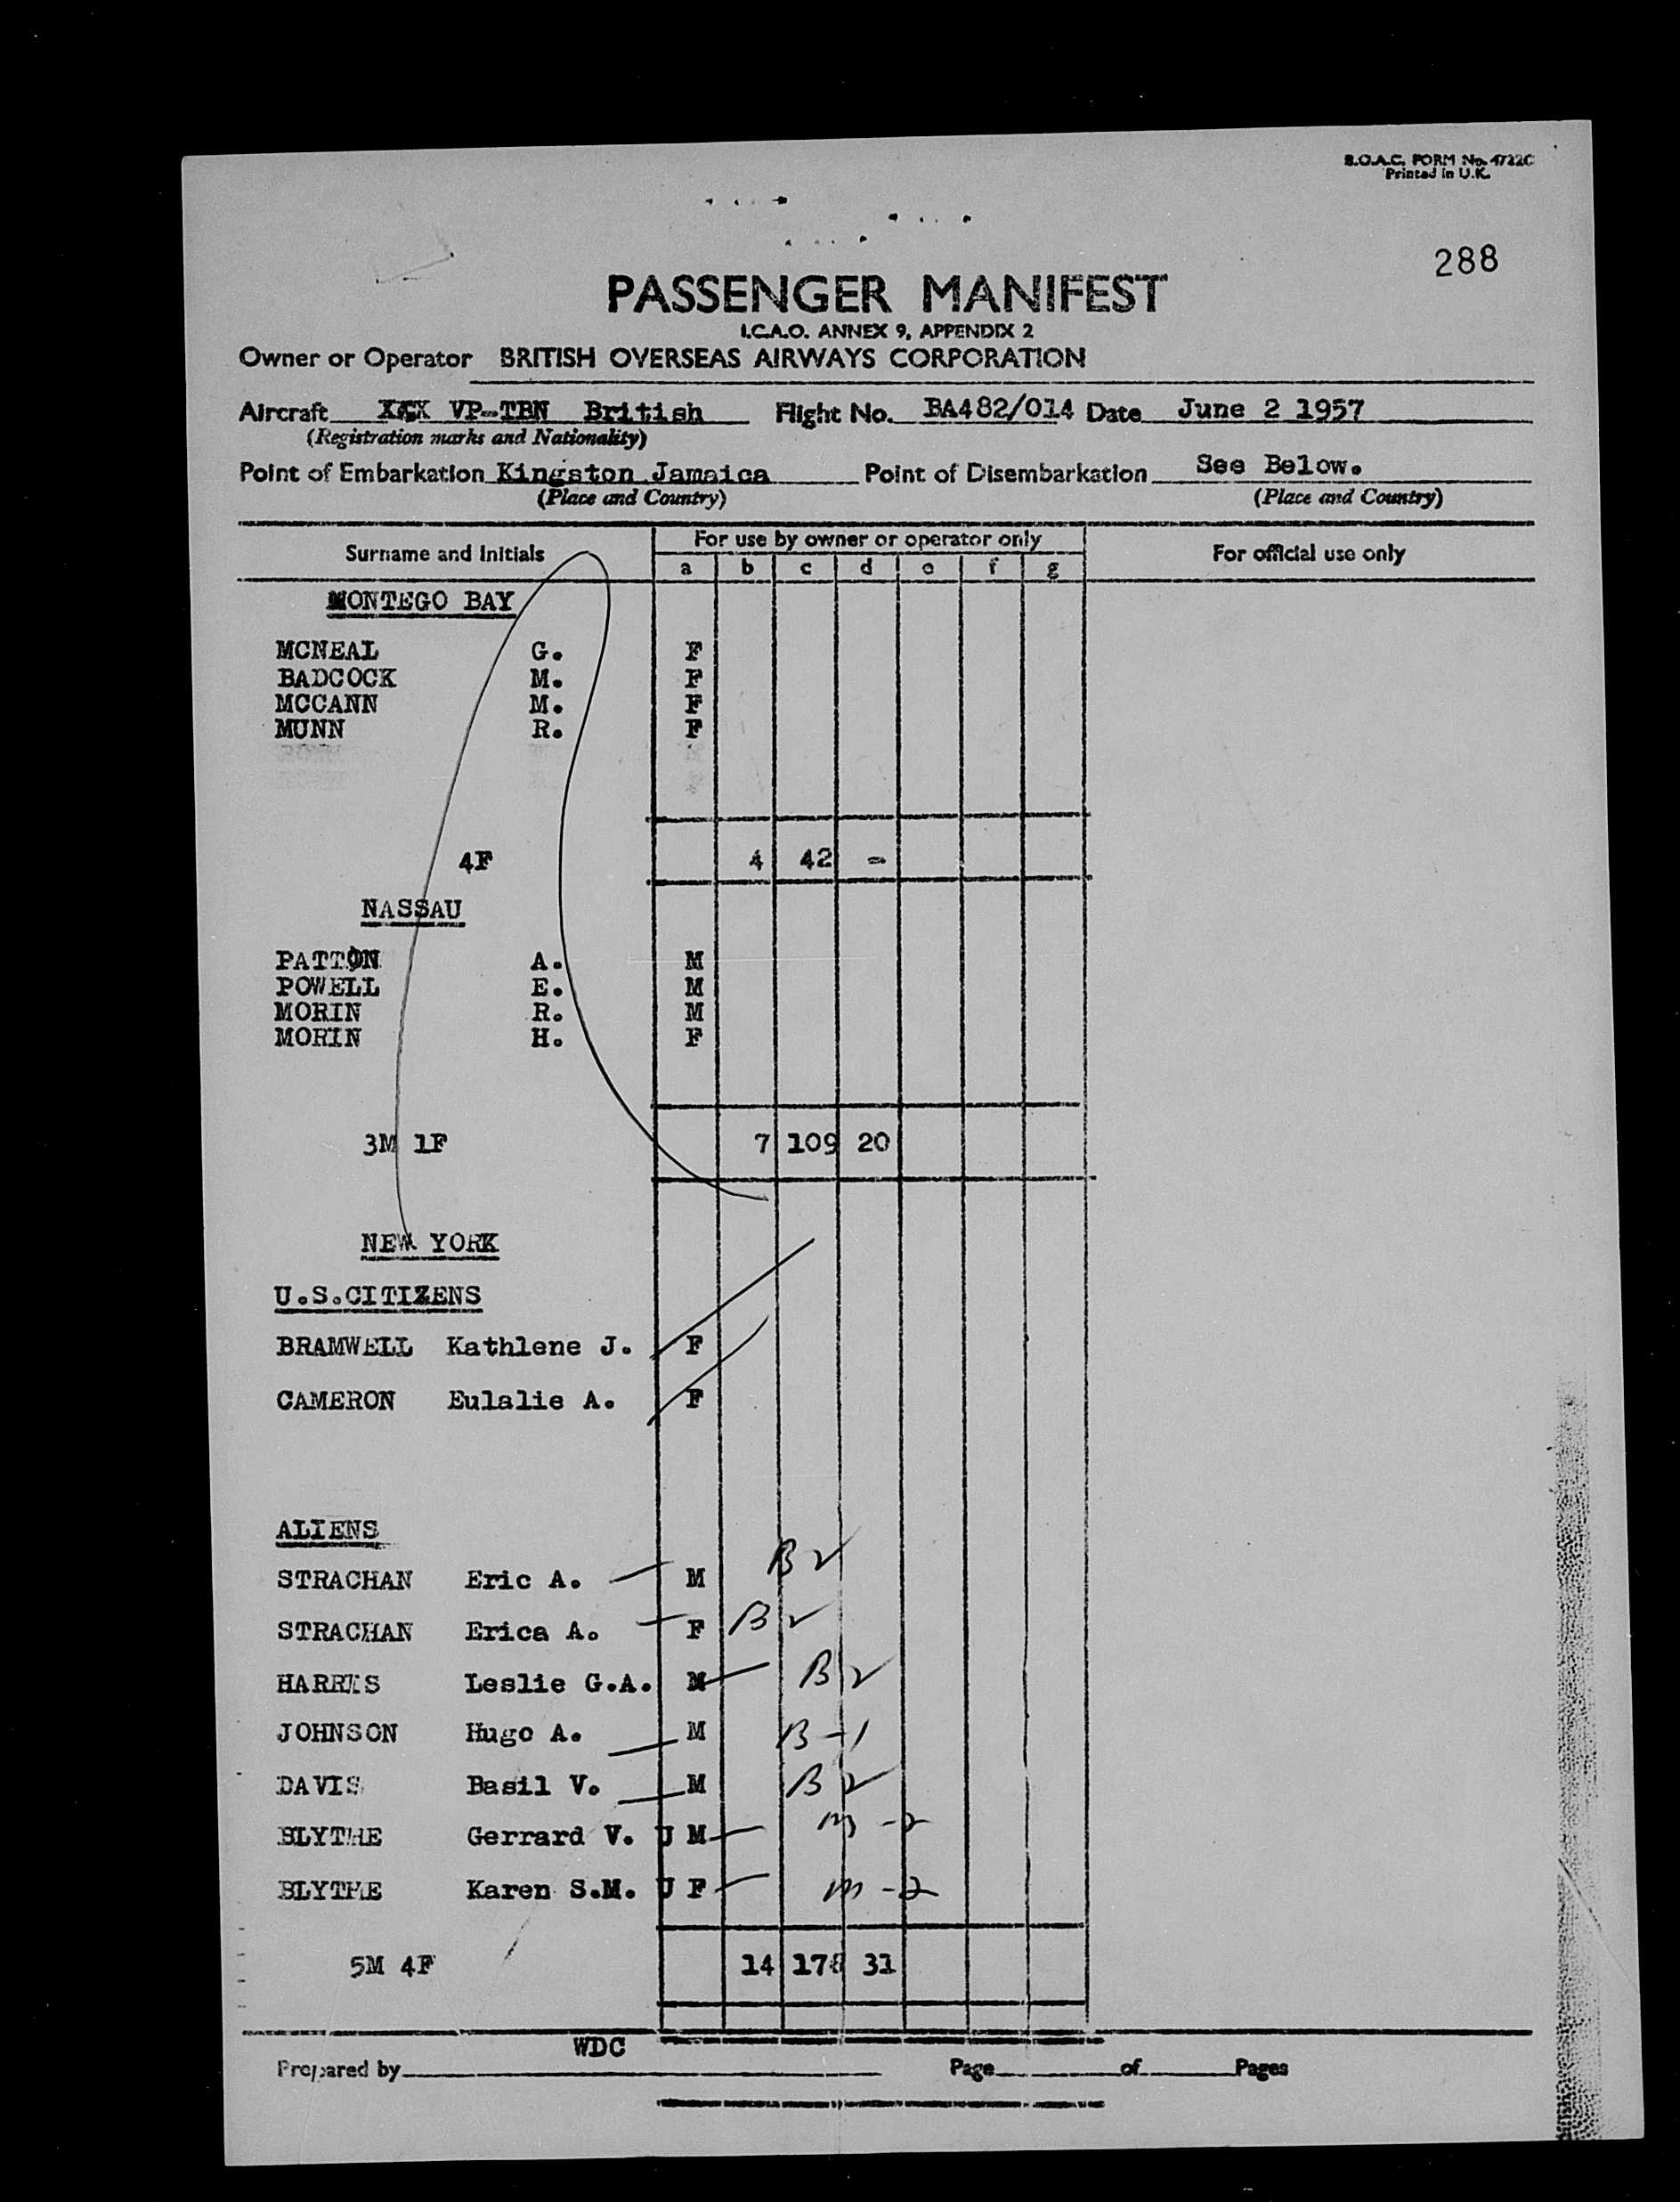 B.O.A.C. FORM No. 4722C
Printed in U.K.
288
PASSENGER MANIFEST
I.C.A.O. ANNEX 9, APPENDIX 2
Owner or Operator BRITISH OVERSEAS AIRWAYS CORPORATION
Aircraft VP-TBN British Flight No. BA482/014 Date June 2 1957
(Registration marks and Nationality)
Point of Embarkation Kingston Jamaica Point of Disembarkation See Below.
(Place and Country) (Place and Country)
Surname and Initials For use by owner or operator only For official use only
a b c d e f g
MONTEGO BAY
MCNEAL G. F
BADCOCK M. F
MCCANN M. F
MUNN R. F
4F 4 42 -
NASSAU
PATTON A. M
POWELL E. M
MORIN R. M
MORIN H. F
3M 1F 7 109 20
NEW YORK
U.S.CITIZENS
BRAMWELL Kathlene J. F
CAMERON Eulalie A. F
ALIENS
STRACHAN Eric A. M B2
STRACHAN Erica A. F B2
HARRIS Leslie G.A. M B2
JOHNSON Hugo A. M B-1
DAVIS Basil V. M B2
BLYTHE Gerrard V. J M M-2
BLYTHE Karen S.M. J F M-2
5M 4F 14 178 31
WDC
Prepared by Page of Pages